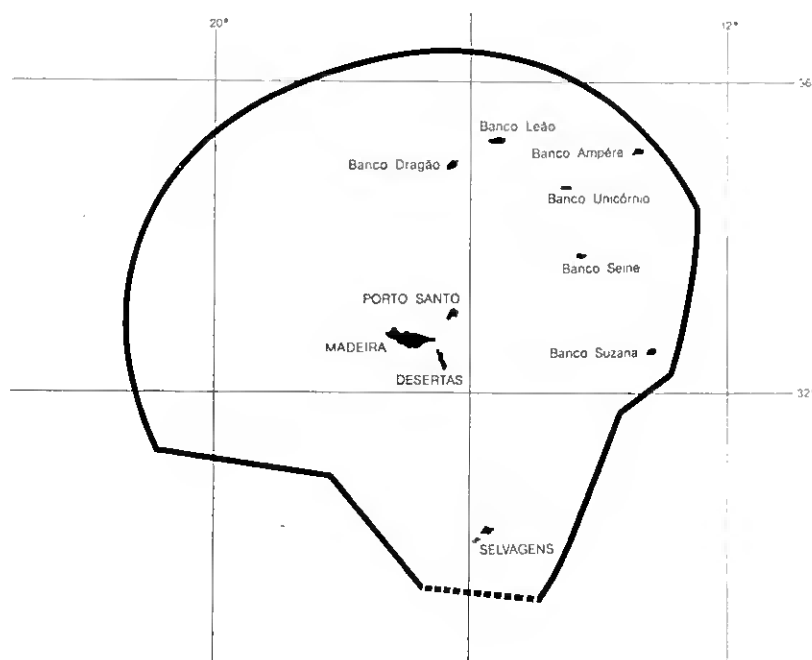 20°
12°
36
Banco Leão
Banco Ampére
Banco Dragão
Banco Unicórnio
Banco Seine
PORTO SANTO
MADEIRA
Banco Suzana
DESERTAS
32
SELVAGENS